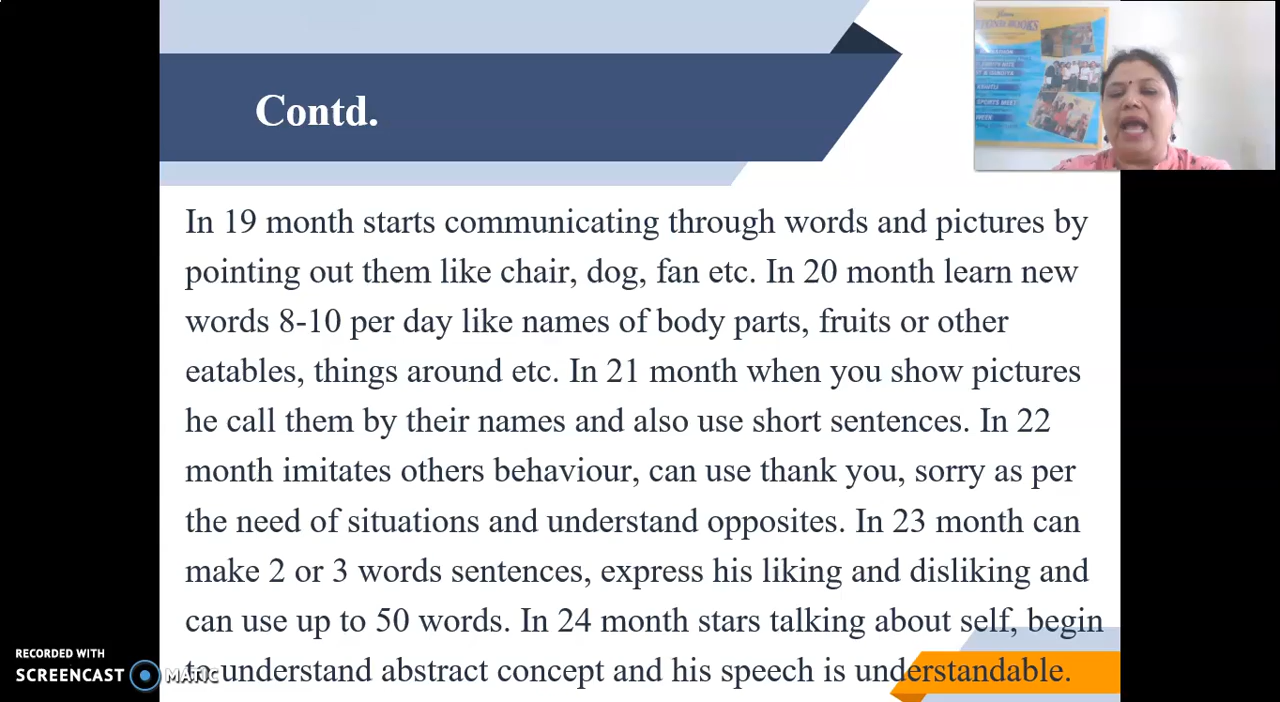 Contd.
In 19 month starts communicating through words and pictures by
pointing out them like chair, dog, fan etc. In 20 month learn new
words 8-10 per day like names of body parts, fruits or other
eatables, things around etc. In 21 month when you show pictures
he call them by their names and also use short sentences. In 22
month imitates others behaviour, can use thank you, sorry as per
the need of situations and understand opposites. In 23 month can
make 2 or 3 words sentences, express his liking and disliking and
can use up to 50 words. In 24 month stars talking about self, begin
to understand abstract concept and his speech is understandable.
RECORDED WITH
SCREENCAST MATIC
BOOKS
SPORTS MEET